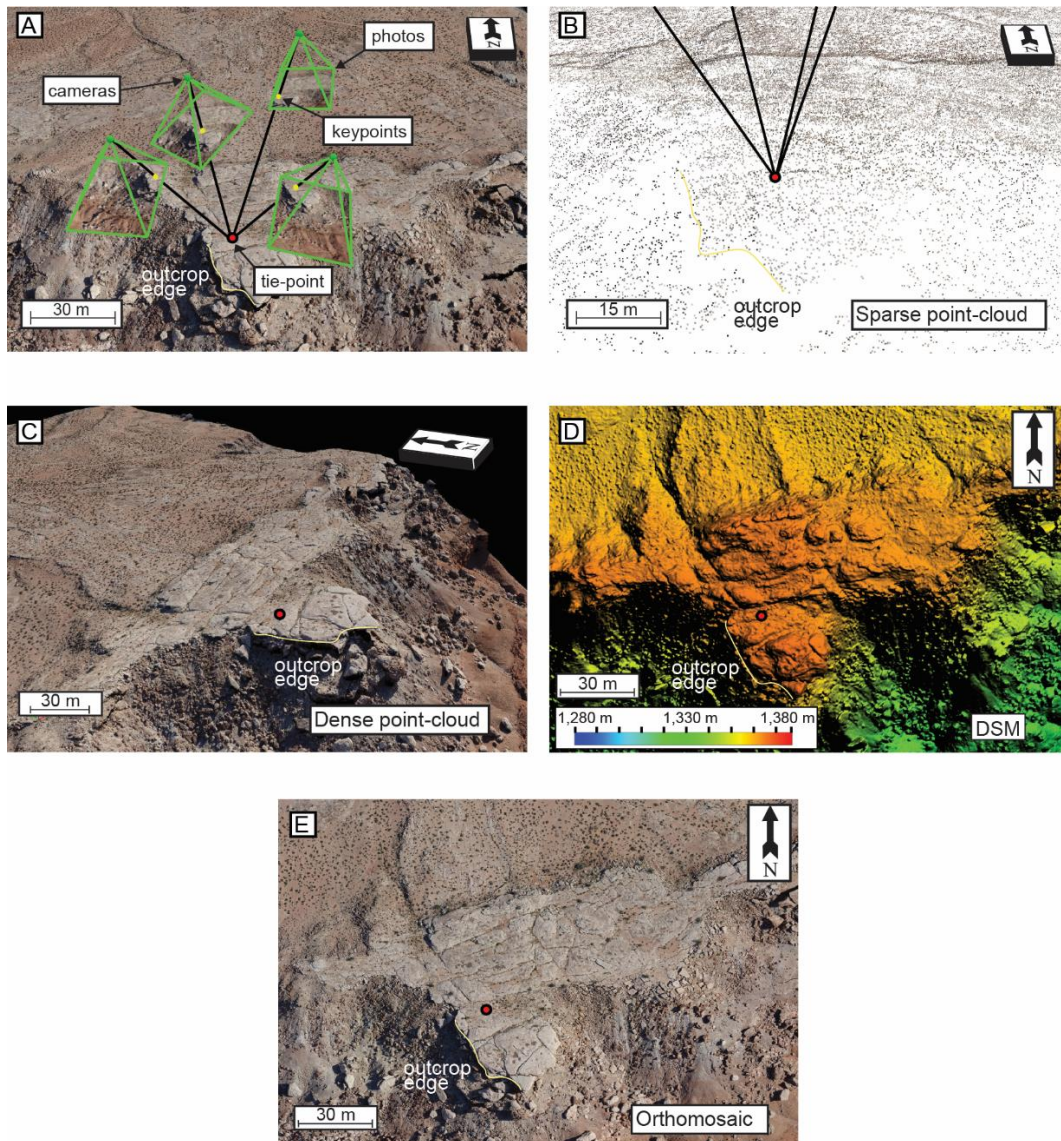 A
photos
N
cameras
keypoints
tie-point
outcrop
edge
30 m
B
N
outcrop
edge
15 m
Sparse point-cloud
C
N
outcrop
edge
30 m
Dense point-cloud
D
N
outcrop
edge
30 m
1,280 m
1,330 m
1,380 m
DSM
E
N
outcrop
edge
30 m
Orthomosaic